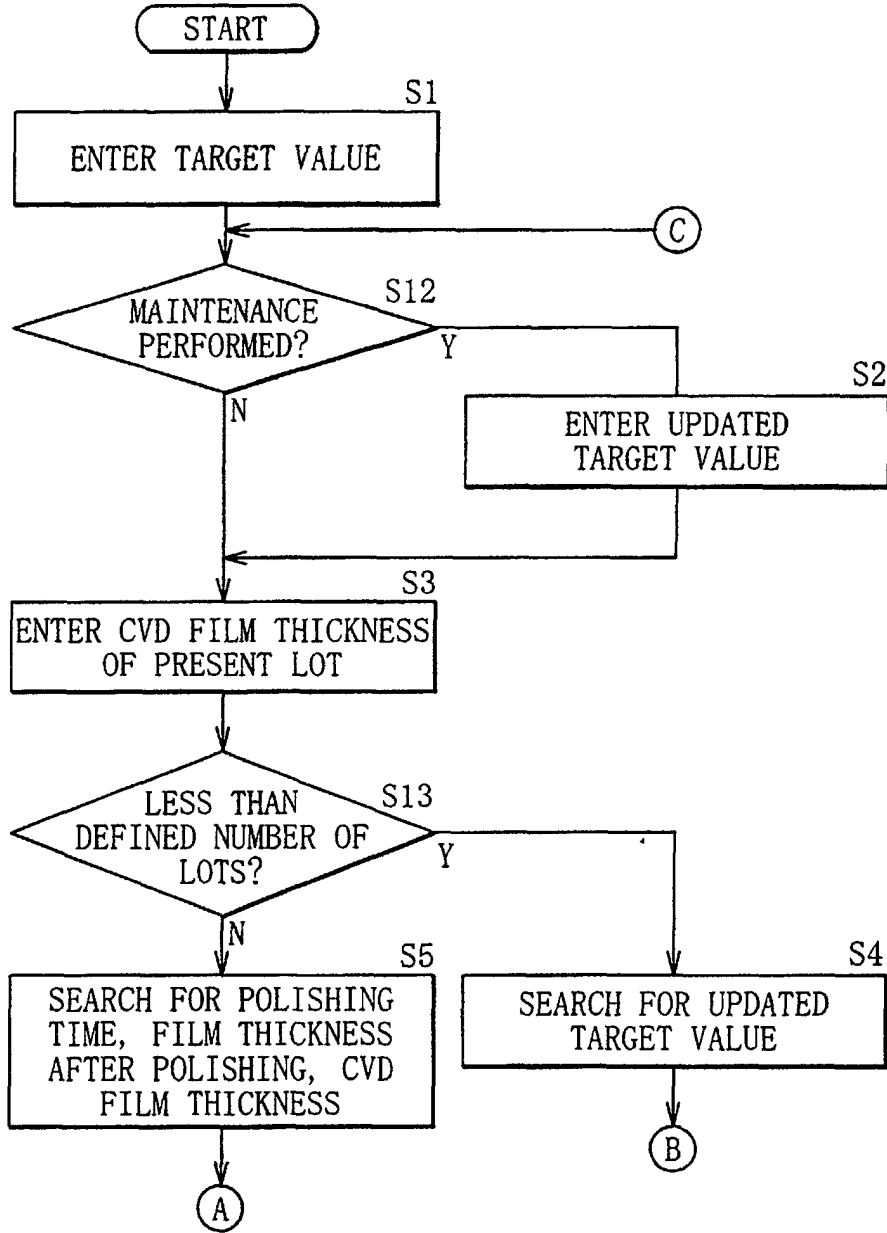 START
S1
ENTER TARGET VALUE
C
S12
MAINTENANCE
PERFORMED?
Y
N
S2
ENTER UPDATED
TARGET VALUE
S3
ENTER CVD FILM THICKNESS
OF PRESENT LOT
S13
LESS THAN
DEFINED NUMBER OF
LOTS?
Y
N
S5
SEARCH FOR POLISHING
TIME, FILM THICKNESS
AFTER POLISHING, CVD
FILM THICKNESS
S4
SEARCH FOR UPDATED
TARGET VALUE
B
A